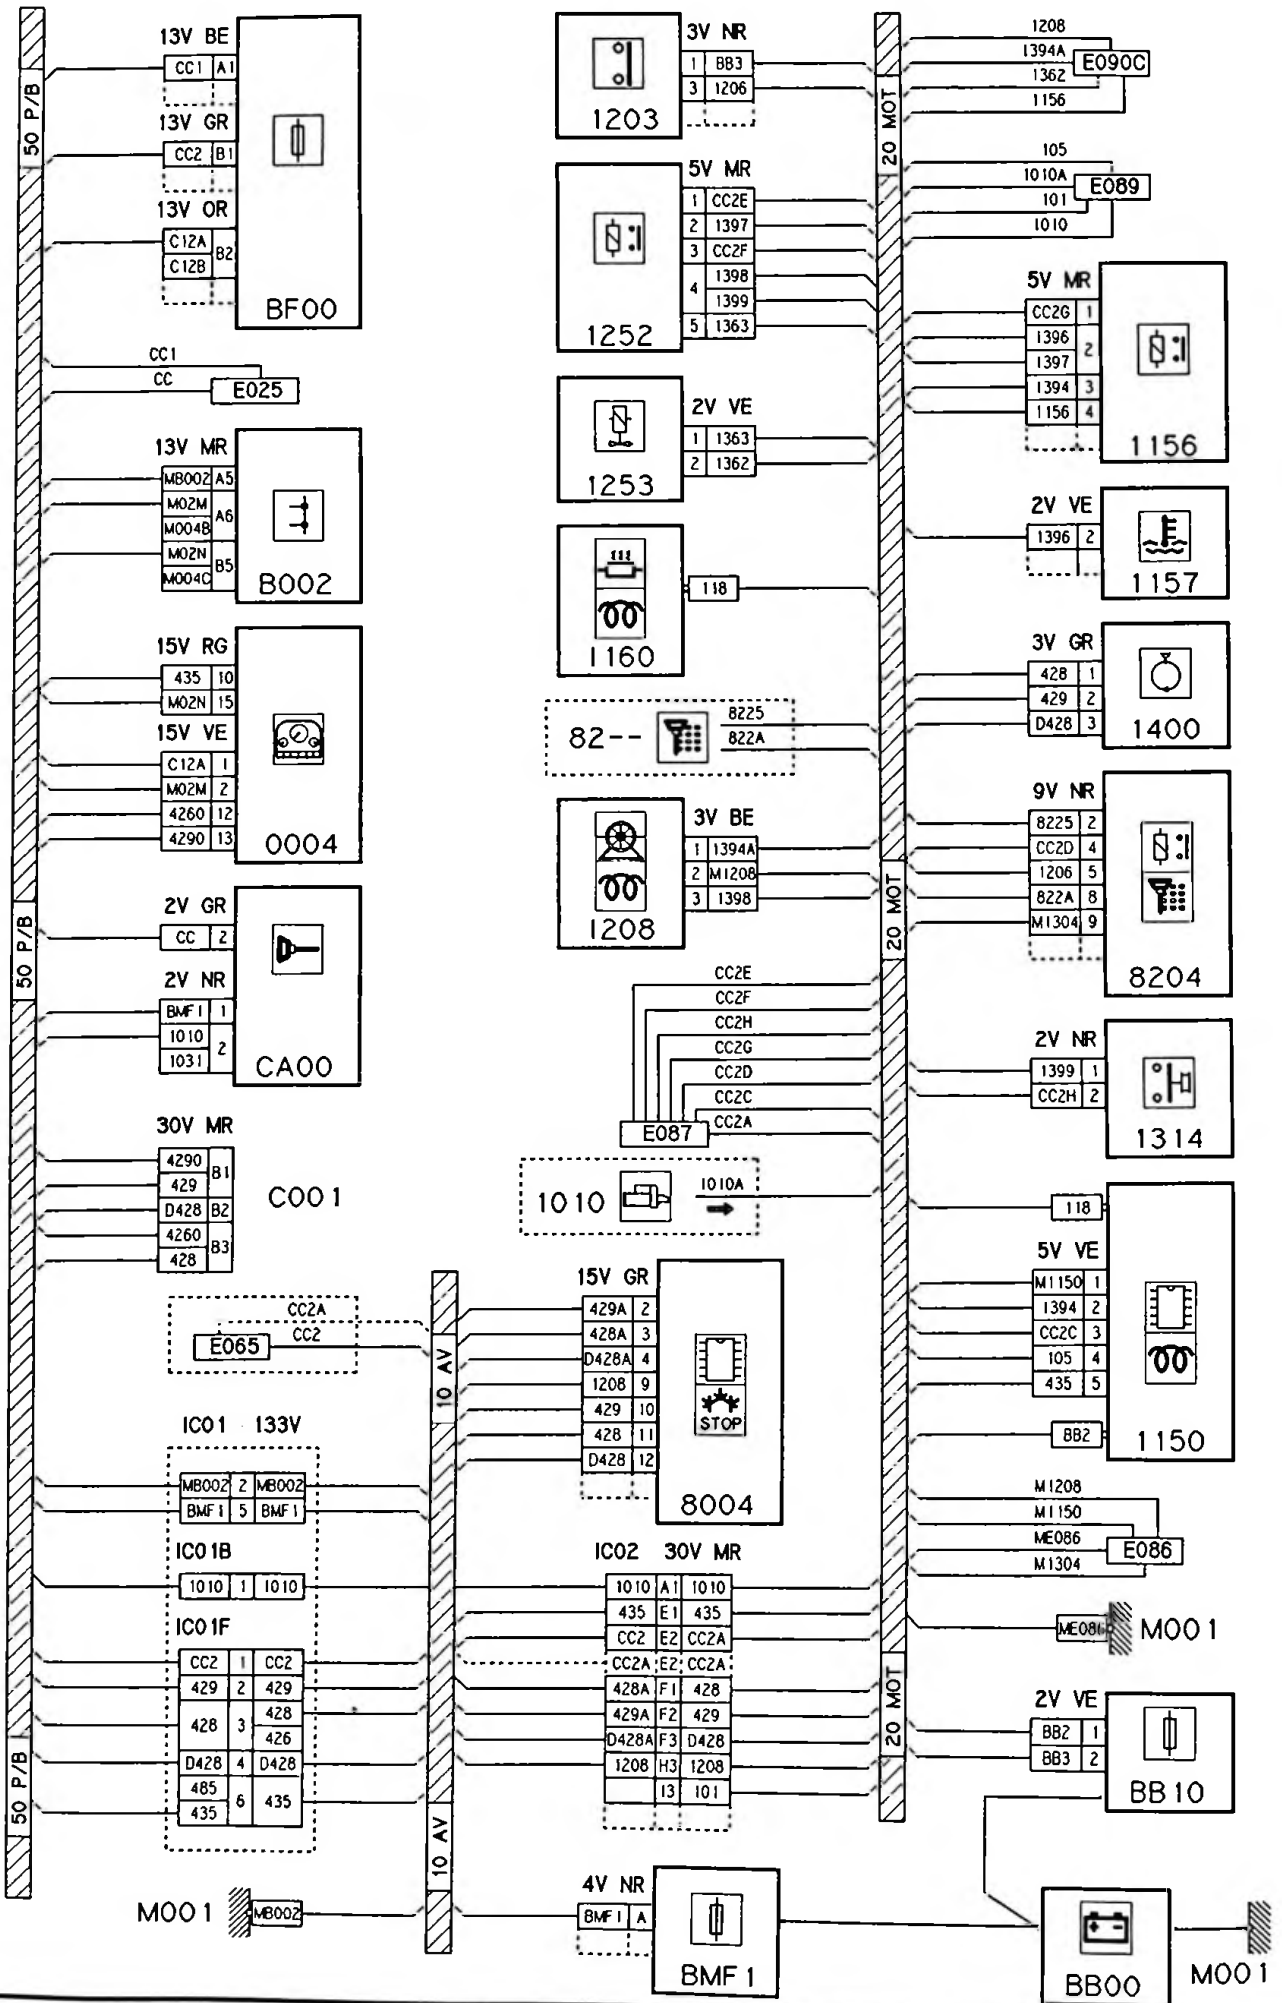 50 P/B
13V BE
CC1 A1
13V GR
CC2 B1
13V OR
C12A B2
C12B
BF00
CC1
CC
E025
13V MR
MB002 A5
M02M A6
M004B
M02N B5
M004C
B002
15V RG
435 10
M02N 15
15V VE
C12A 1
M02M 2
4260 12
4290 13
0004
50 P/B
2V GR
CC 2
2V NR
BMF1 1
1010 2
1031
CA00
30V MR
4290 B1
429
D428 B2
4260 B3
428
C001
CC2A
CC2
E065
IC01 133V
MB002 2 MB002
BMF1 5 BMF1
IC01B
1010 1 1010
IC01F
CC2 1 CC2
429 2 429
428 3 428
426
D428 4 D428
485 6 435
435
50 P/B
M001 MB002
10 AV
10 AV
3V NR
1 BB3
3 1206
1203
5V MR
1 CC2E
2 1397
3 CC2F
4 1398
1399
5 1363
1252
2V VE
1 1363
2 1362
1253
118
1160
82--
8225
822A
3V BE
1 1394A
2 M1208
3 1398
1208
CC2E
CC2F
CC2H
CC2G
CC2D
CC2C
CC2A
E087
1010 1010A
15V GR
429A 2
428A 3
D428A 4
1208 9
429 10
428 11
D428 12
STOP
8004
IC02 30V MR
1010 A1 1010
435 E1 435
CC2 E2 CC2A
CC2A E2 CC2A
428A F1 428
429A F2 429
D428A F3 D428
1208 H3 1208
I3 101
4V NR
BMF1 A
BMF1
20 MOT
20 MOT
20 MOT
1208
1394A
1362
1156
E090C
105
1010A
101
1010
E089
5V MR
CC2G 1
1396 2
1397
1394 3
1156 4
1156
2V VE
1396 2
1157
3V GR
428 1
429 2
D428 3
1400
9V NR
8225 2
CC2D 4
1206 5
822A 8
M1304 9
8204
2V NR
1399 1
CC2H 2
1314
118
5V VE
M1150 1
1394 2
CC2C 3
105 4
435 5
BB2
1150
M1208
M1150
ME086
M1304
E086
ME086 M001
2V VE
BB2 1
BB3 2
BB10
BB00
M001